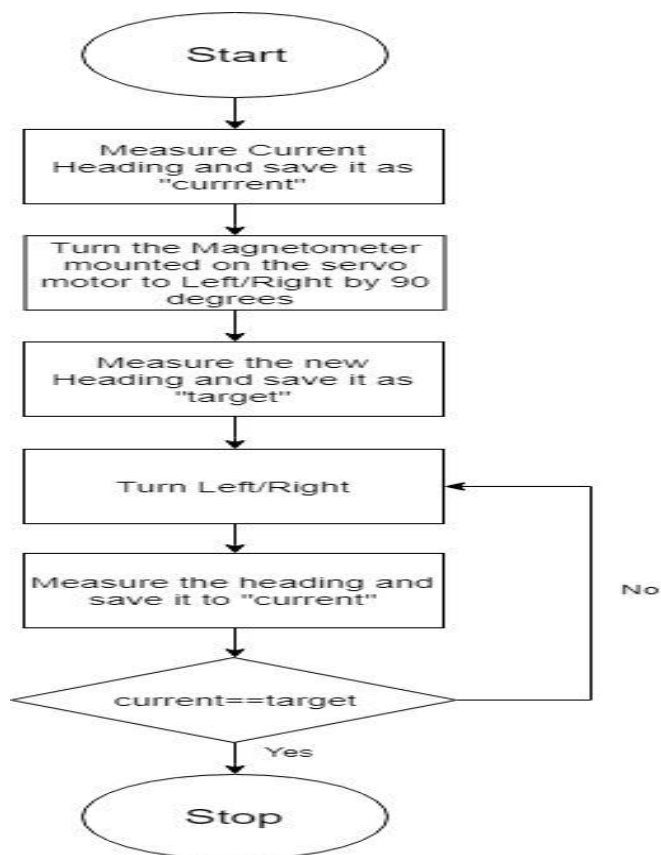 Start
Measure Current
Heading and save it as
"currrent"
Turn the Magnetometer
mounted on the servo
motor to Left/Right by 90
degrees
Measure the new
Heading and save it as
"target"
Turn Left/Right
Measure the heading and
save it to "current"
No
current==target
Yes
Stop